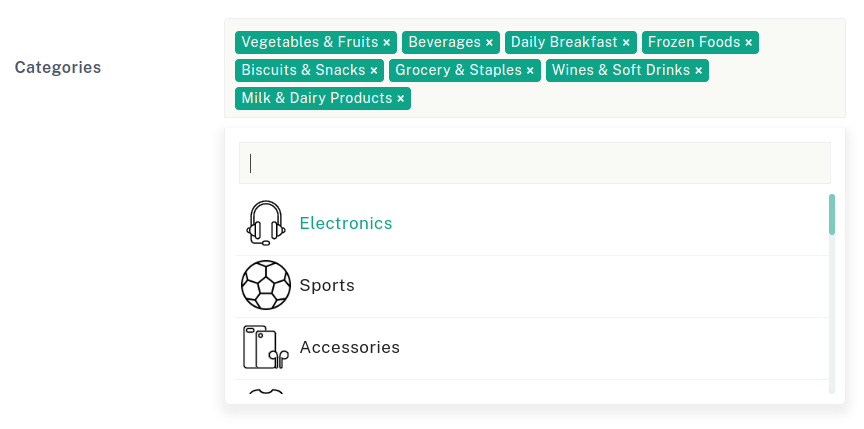 Categories
Vegetables & Fruits × Beverages × Daily Breakfast × Frozen Foods ×
Biscuits & Snacks × Grocery & Staples × Wines & Soft Drinks ×
Milk & Dairy Products ×
Electronics
Sports
Accessories